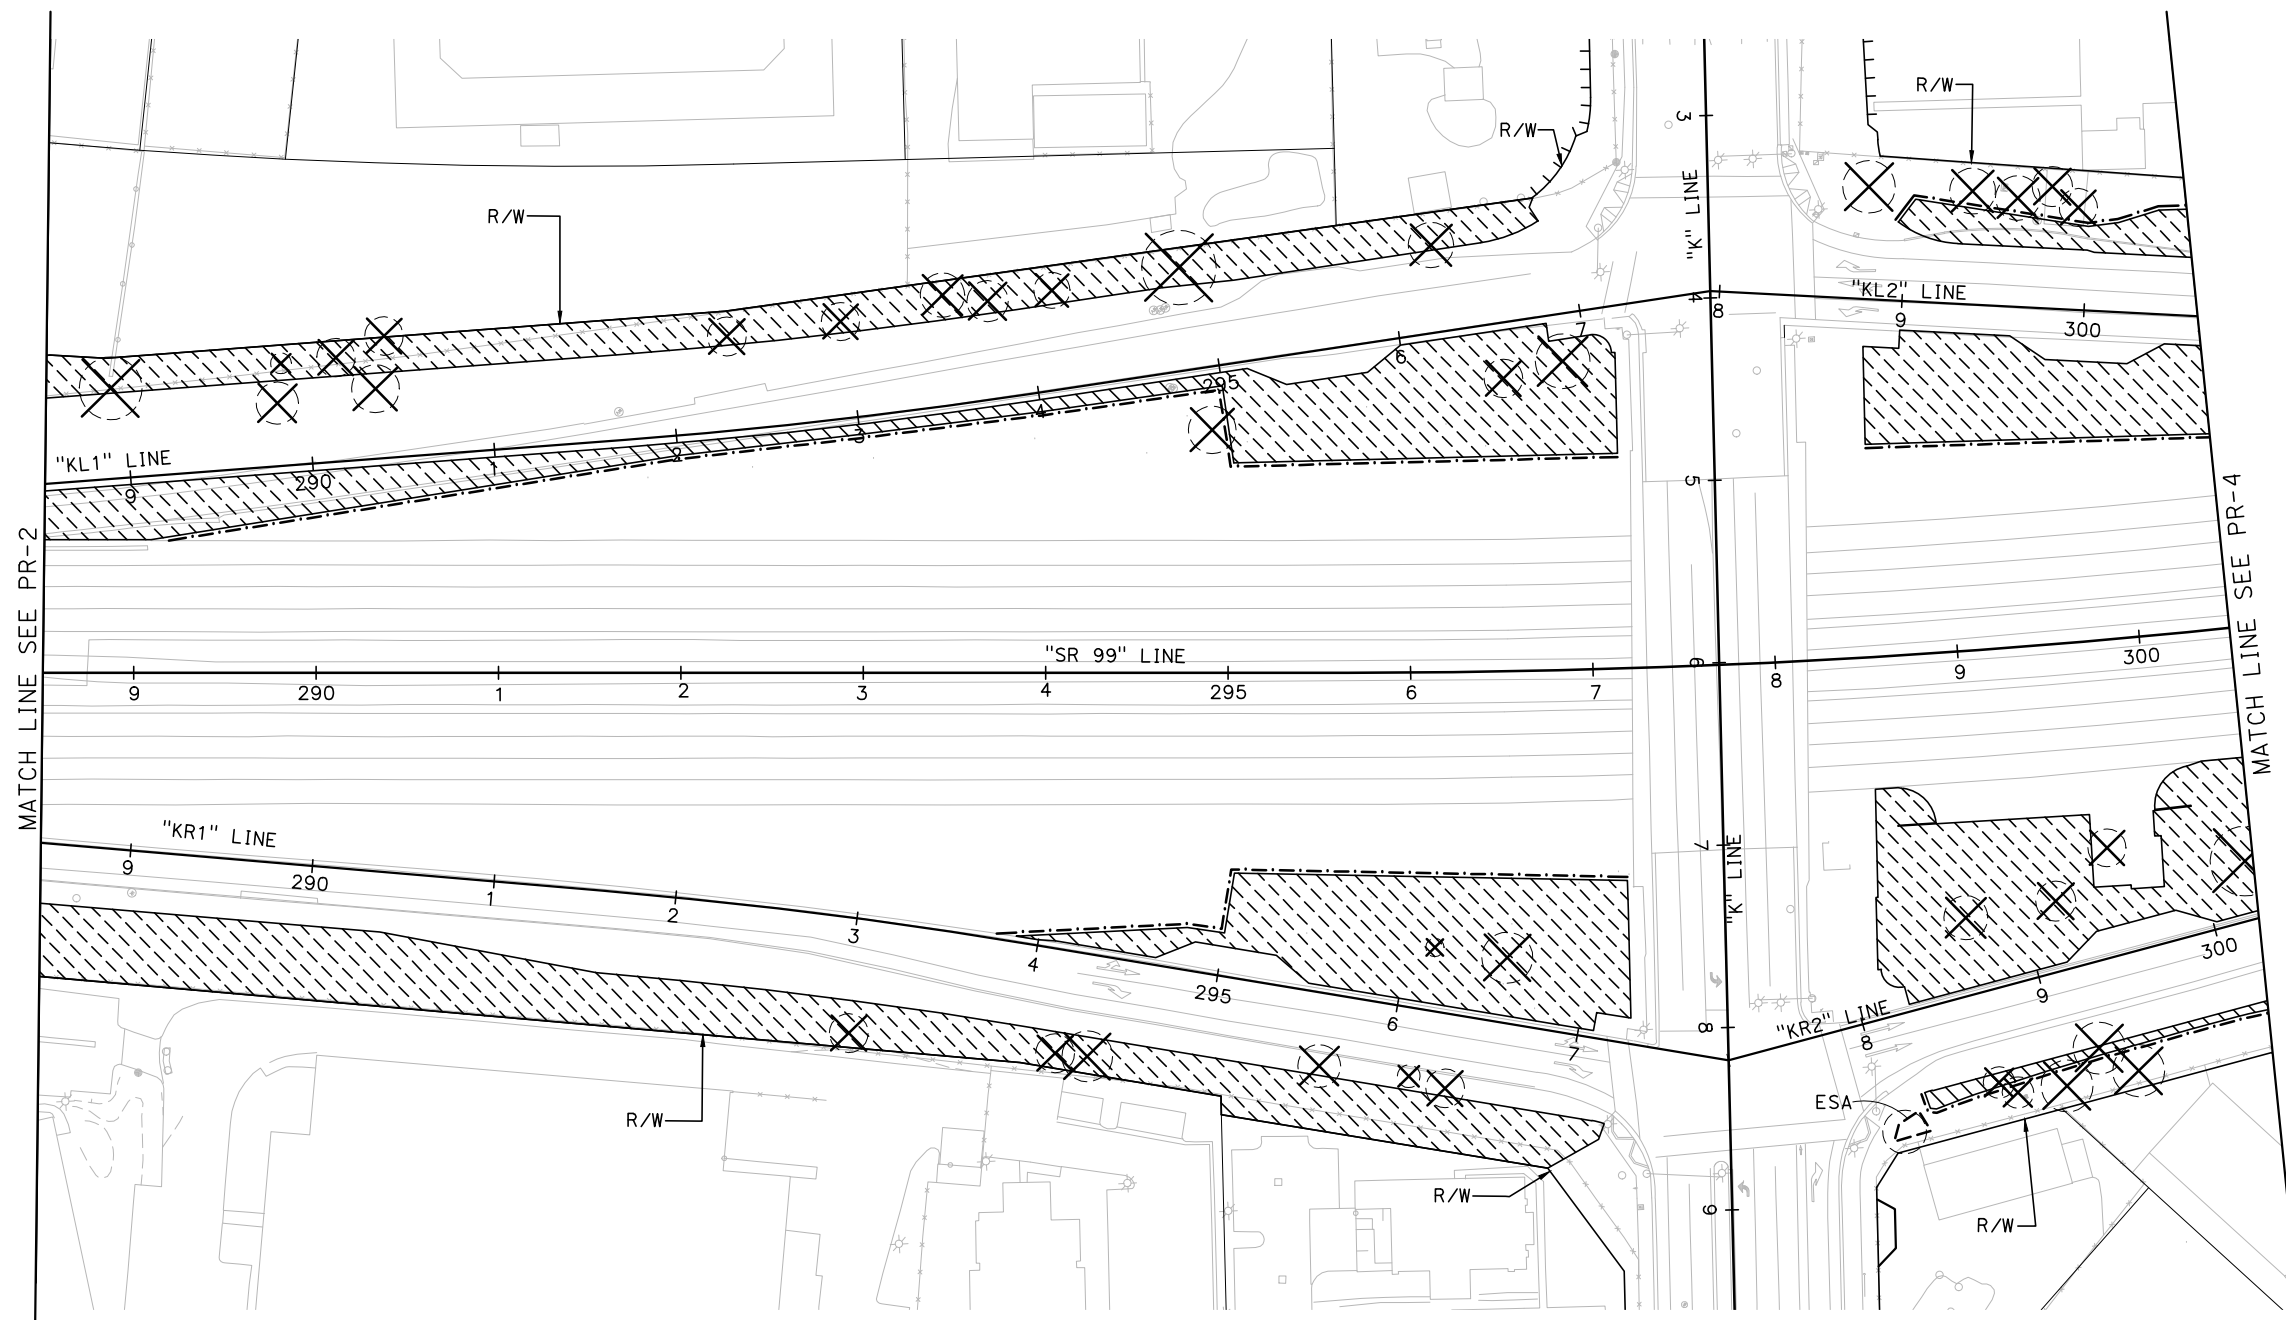 R/W
R/W
R/W
3
"K" LINE
4
8
"KL2" LINE
9
300
7
6
295
4
3
2
1
290
9
"KL1" LINE
5
MATCH LINE SEE PR-2
MATCH LINE SEE PR-4
"SR 99" LINE
9
290
1
2
3
4
295
6
7
6
8
9
300
"KR1" LINE
9
290
1
2
3
4
295
6
7
7
"K" LINE
8
"KR2" LINE
8
9
300
ESA
R/W
R/W
9
R/W